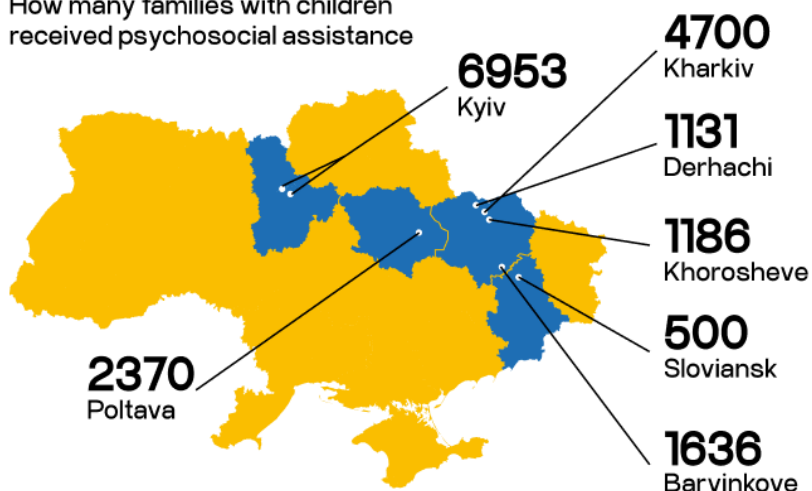 How many families with children
received psychosocial assistance
6953
Kyiv
4700
Kharkiv
1131
Derhachi
1186
Khorosheve
500
Sloviansk
2370
Poltava
1636
Barvinkove